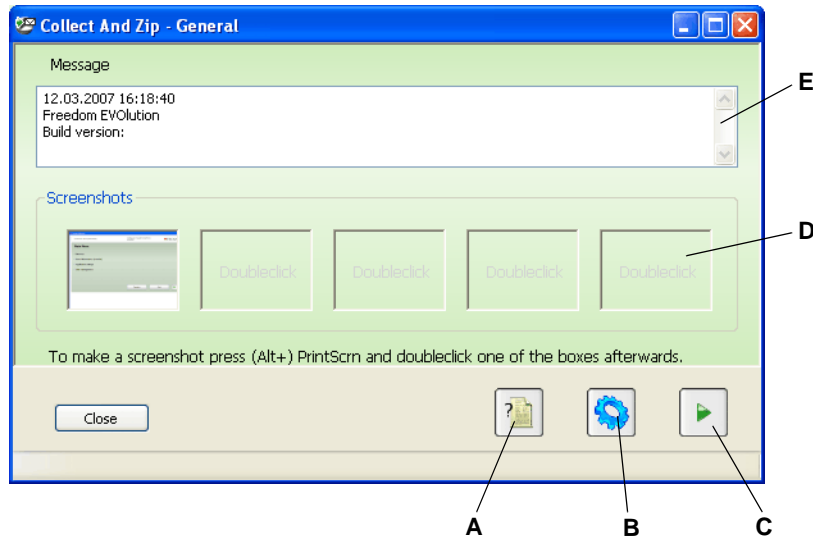 Collect And Zip - General
Message
12.03.2007 16:18:40
Freedom EVOlution
Build version:
E
Screenshots
Doubleclick Doubleclick Doubleclick Doubleclick
D
To make a screenshot press (Alt+) PrintScrn and doubleclick one of the boxes afterwards.
Close
?
A B C